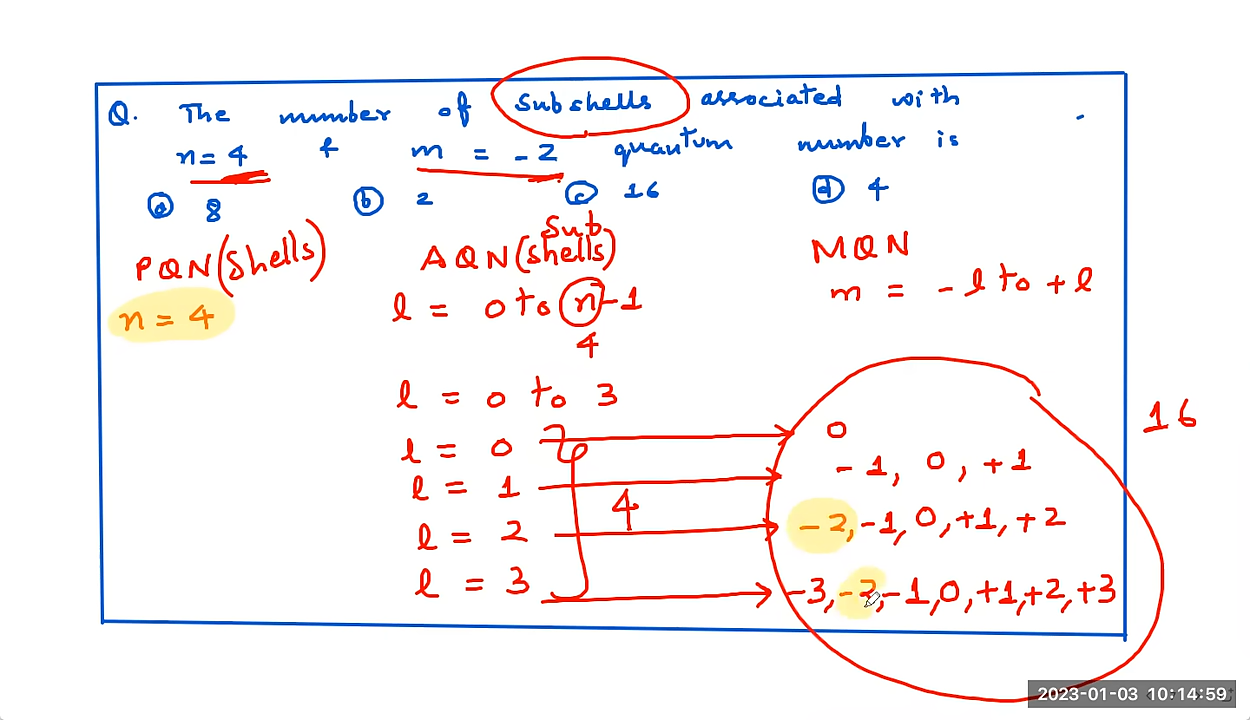 Q. The number of Subshells associated with
n = 4 & m = -2 quantum number is
(a) 8 (b) 2 (c) 16 (d) 4
PQN (Shells) AQN (Subshells) MQN
n = 4 l = 0 to n-1 m = -l to +l
4
l = 0 to 3
16
l = 0 0
l = 1 -1, 0, +1
4
l = 2 -2, -1, 0, +1, +2
l = 3 -3, -2, -1, 0, +1, +2, +3
2023-01-03 10:14:59